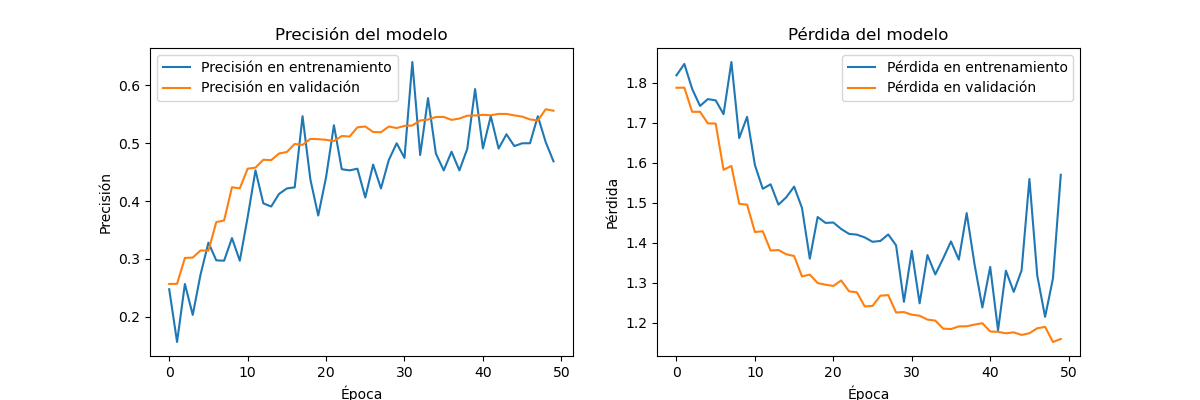 Precisión del modelo
Precisión en entrenamiento
Precisión en validación
Precisión
0.6
0.5
0.4
0.3
0.2
0 10 20 30 40 50
Época
Pérdida del modelo
Pérdida en entrenamiento
Pérdida en validación
Pérdida
1.8
1.7
1.6
1.5
1.4
1.3
1.2
0 10 20 30 40 50
Época